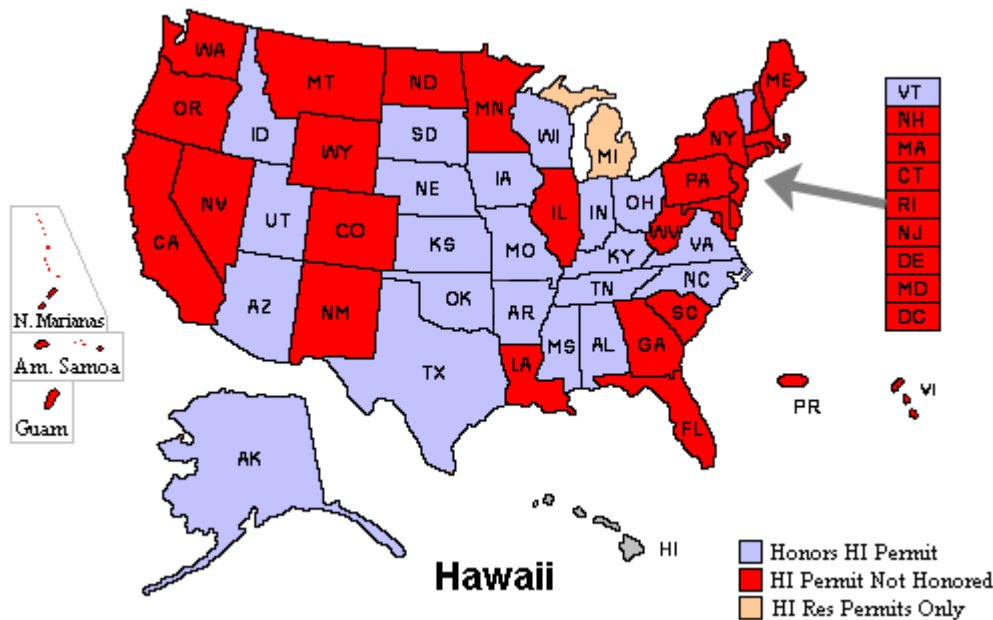 WA
MT
ND
MN
ME
VT
OR
ID
SD
WI
NY
NH
WY
MI
MA
NE
IA
PA
CT
NV
UT
CO
IL
IN
OH
RI
CA
KS
MO
WV
VA
NJ
KY
DE
AZ
NM
OK
AR
TN
NC
MD
N. Marianas
SC
DC
MS
AL
GA
Am. Samoa
TX
LA
VI
PR
Guam
FL
AK
HI
Honors HI Permit
Hawaii
HI Permit Not Honored
HI Res Permits Only